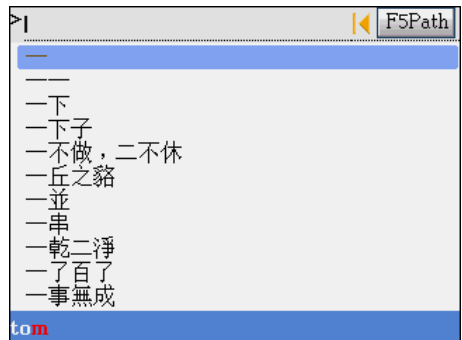 >
F5Path
一
一一
一下
一下子
一不做，二不休
一丘之貉
一並
一串
一乾二淨
一了百了
一事無成
tom